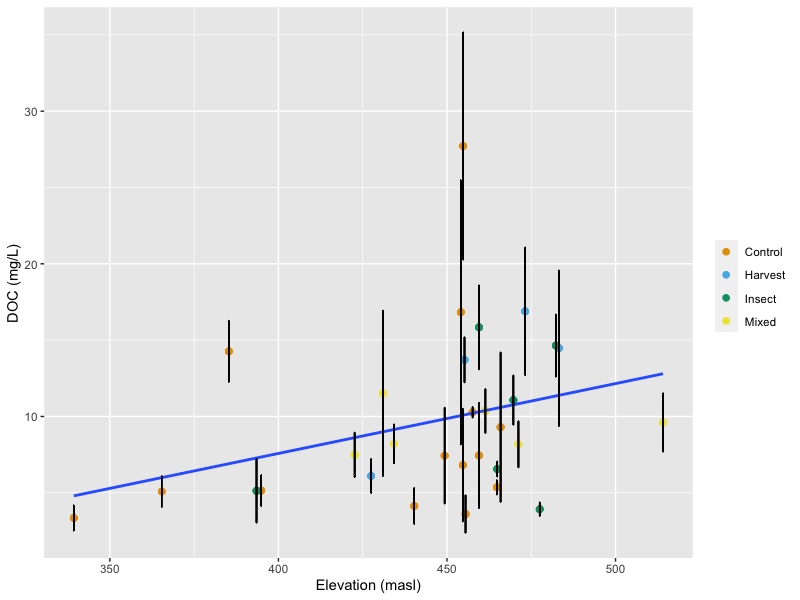 DOC (mg/L)
30
20
10
350
400
450
500
Elevation (masl)
Control
Harvest
Insect
Mixed